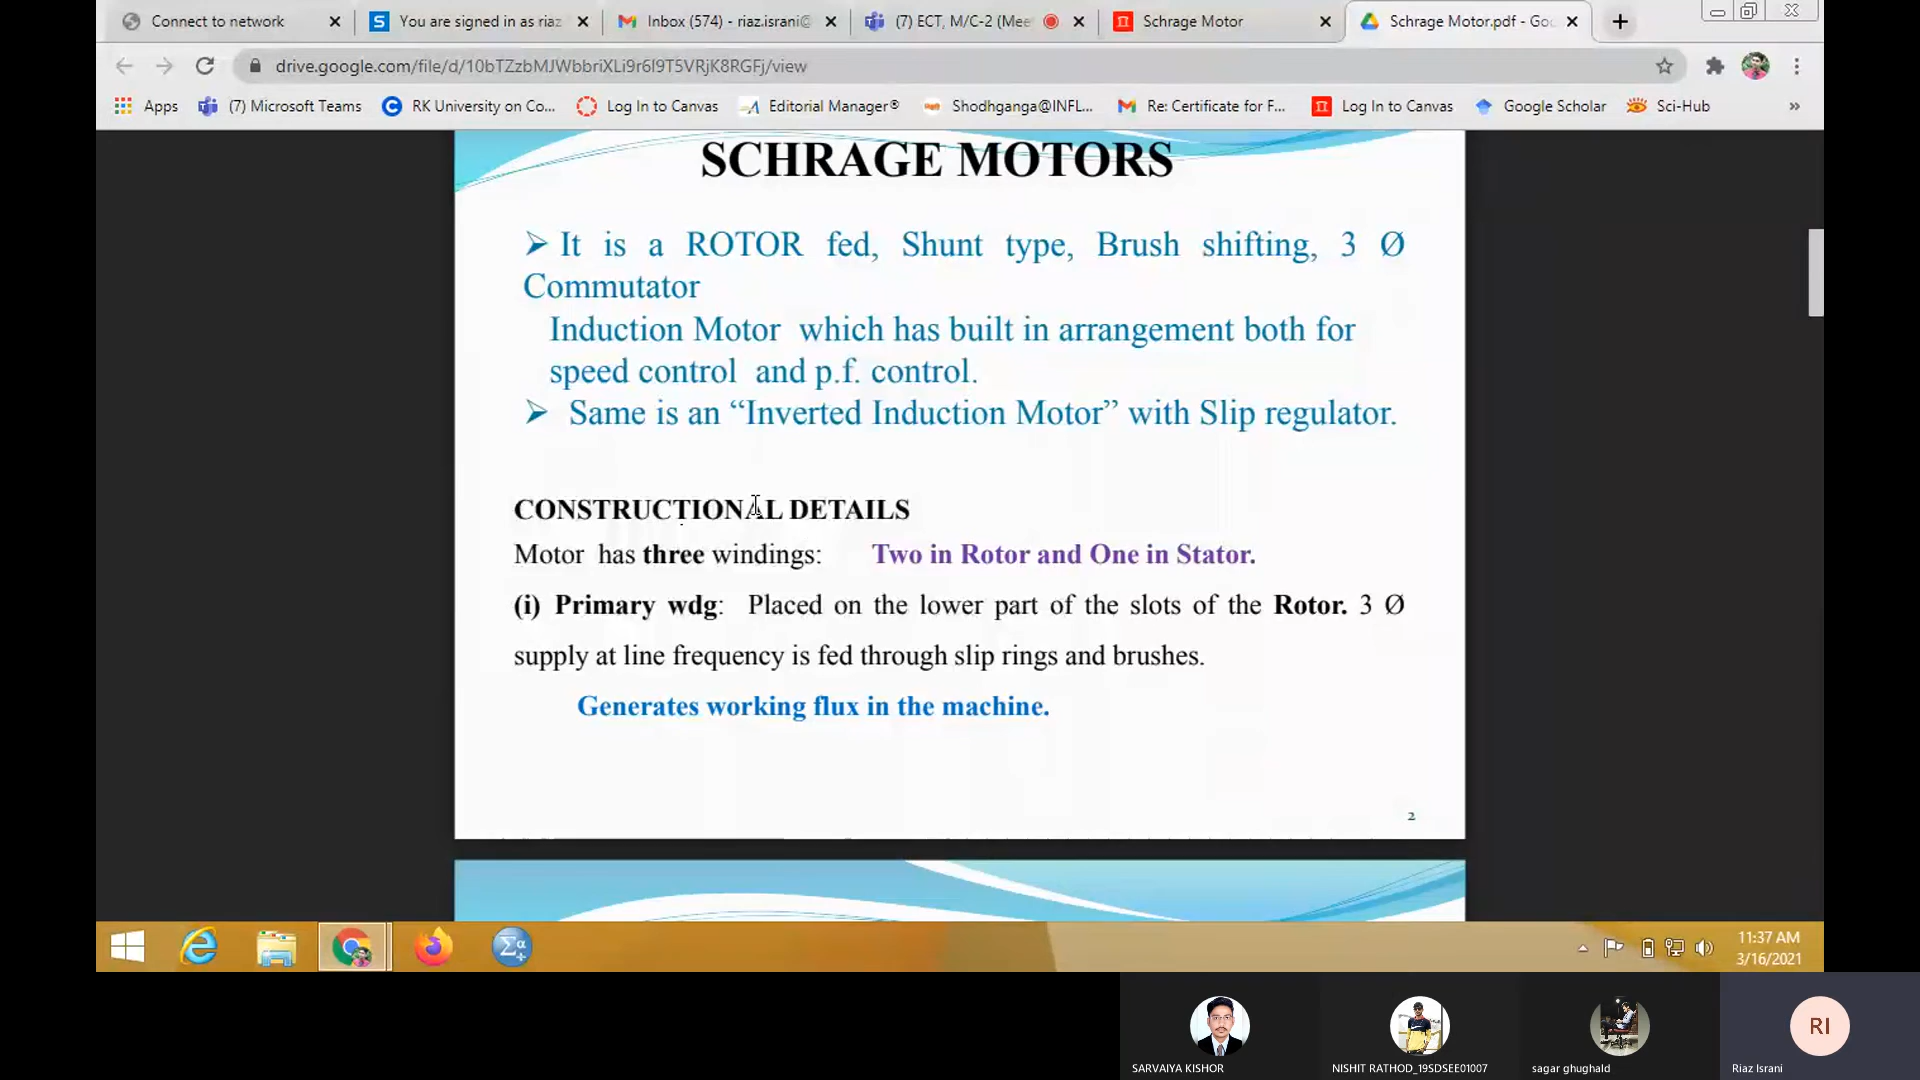 Connect to network
You are signed in as riaz
Inbox (574) - riaz.israni@
(7) ECT, M/C-2 (Mee
Schrage Motor
Schrage Motor.pdf - Goo
drive.google.com/file/d/10bTZzbMJWbbriXLi9r6I9T5VRjK8RGFj/view
Apps
(7) Microsoft Teams
RK University on Co...
Log In to Canvas
Editorial Manager®
Shodhganga@INFL...
Re: Certificate for F...
Log In to Canvas
Google Scholar
Sci-Hub
SCHRAGE MOTORS
➢ It is a ROTOR fed, Shunt type, Brush shifting, 3 Ø
Commutator
Induction Motor which has built in arrangement both for
speed control and p.f. control.
➢ Same is an “Inverted Induction Motor” with Slip regulator.
CONSTRUCTIONAL DETAILS
Motor has three windings: Two in Rotor and One in Stator.
(i) Primary wdg: Placed on the lower part of the slots of the Rotor. 3 Ø
supply at line frequency is fed through slip rings and brushes.
Generates working flux in the machine.
2
11:37 AM
3/16/2021
RI
SARVAIYA KISHOR
NISHIT RATHOD_19SDSEE01007
sagar ghughald
Riaz Israni